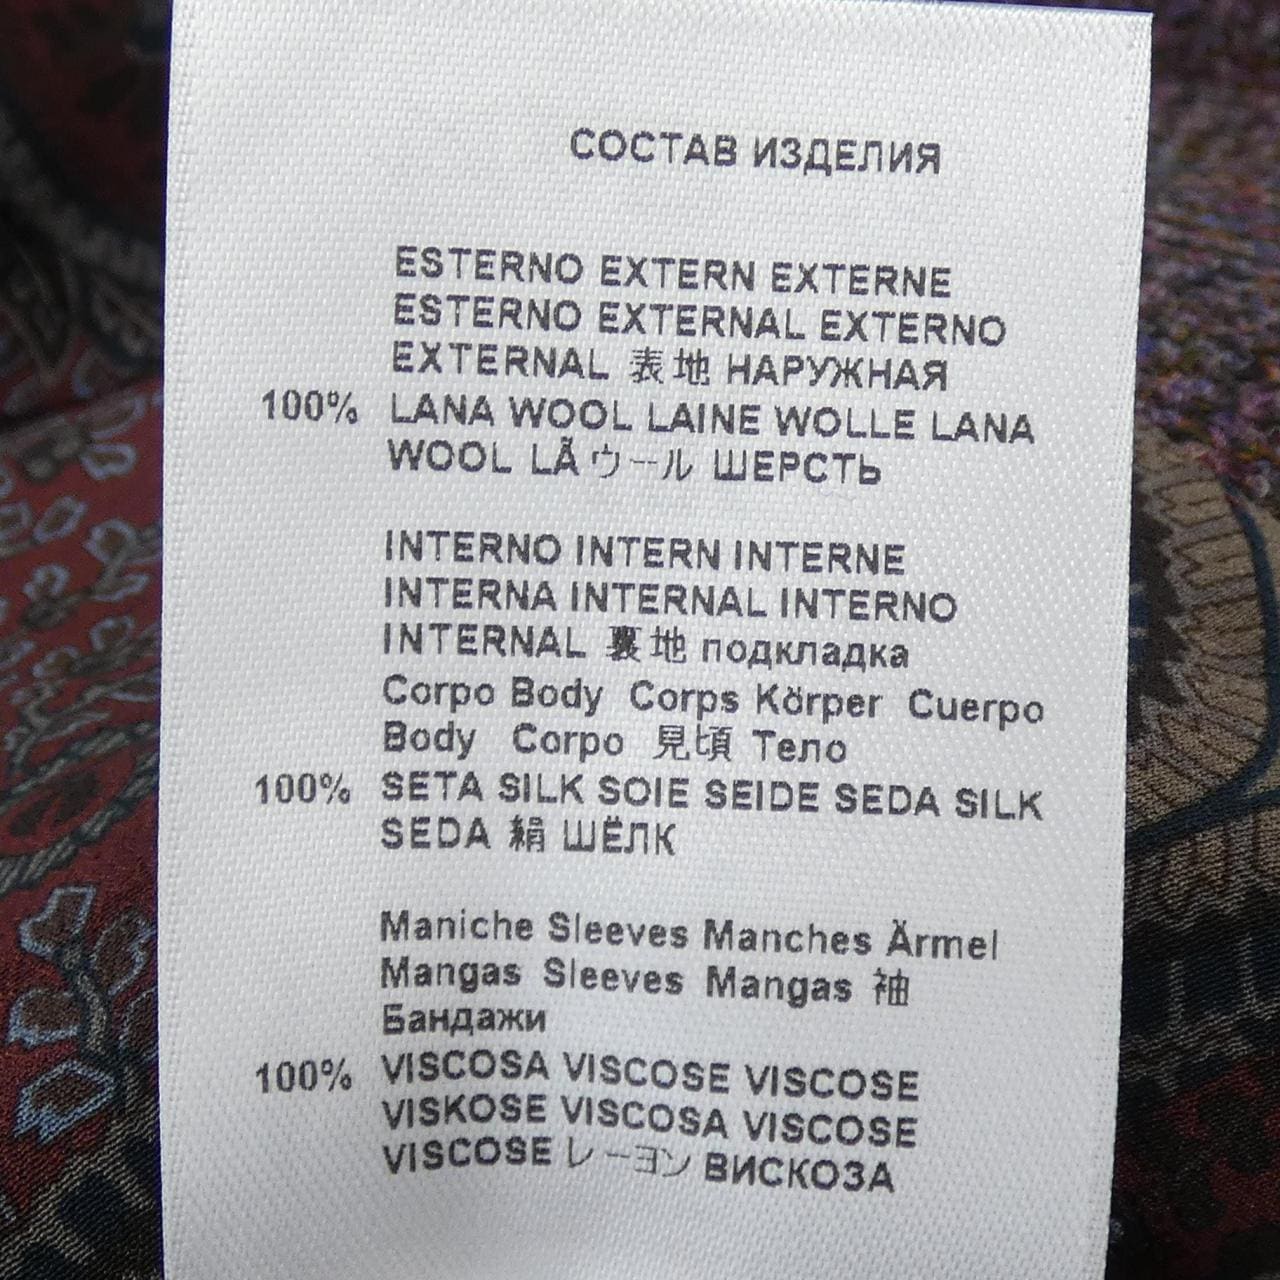 СОСТАВ ИЗДЕЛИЯ
ESTERNO EXTERN EXTERNE
ESTERNO EXTERNAL EXTERNO
EXTERNAL 表地 НАРУЖНАЯ
100% LANA WOOL LAINE WOLLE LANA
WOOL LÃ ウール ШЕРСТЬ
INTERNO INTERN INTERNE
INTERNA INTERNAL INTERNO
INTERNAL 裏地 подкладка
Corpo Body Corps Körper Cuerpo
Body Corpo 見頃 Тело
100% SETA SILK SOIE SEIDE SEDA SILK
SEDA 絹 ШЁЛК
Maniche Sleeves Manches Ärmel
Mangas Sleeves Mangas 袖
Бандажи
100% VISCOSA VISCOSE VISCOSE
VISKOSE VISCOSA VISCOSE
VISCOSE レーヨン ВИСКОЗА